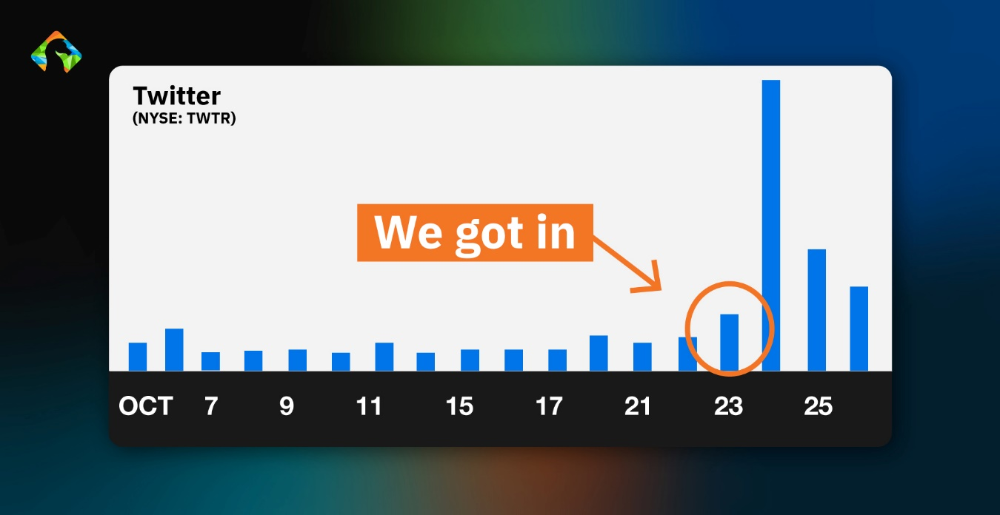 Twitter
(NYSE: TWTR)
We got in
OCT 7 9 11 15 17 21 23 25